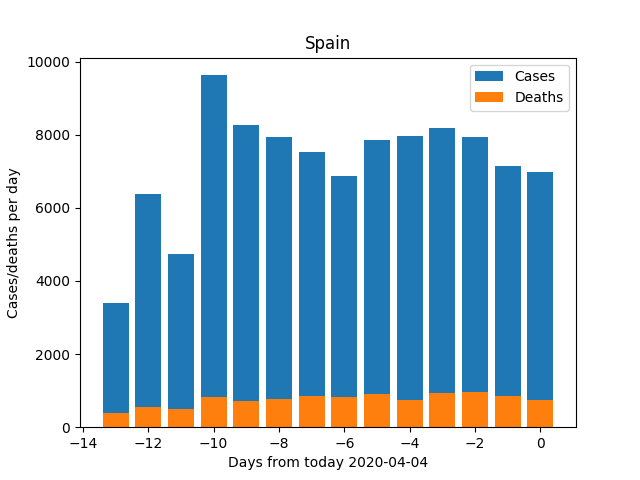 Spain
Cases
Deaths
Cases/deaths per day
10000
8000
6000
4000
2000
0
−14 −12 −10 −8 −6 −4 −2 0
Days from today 2020-04-04